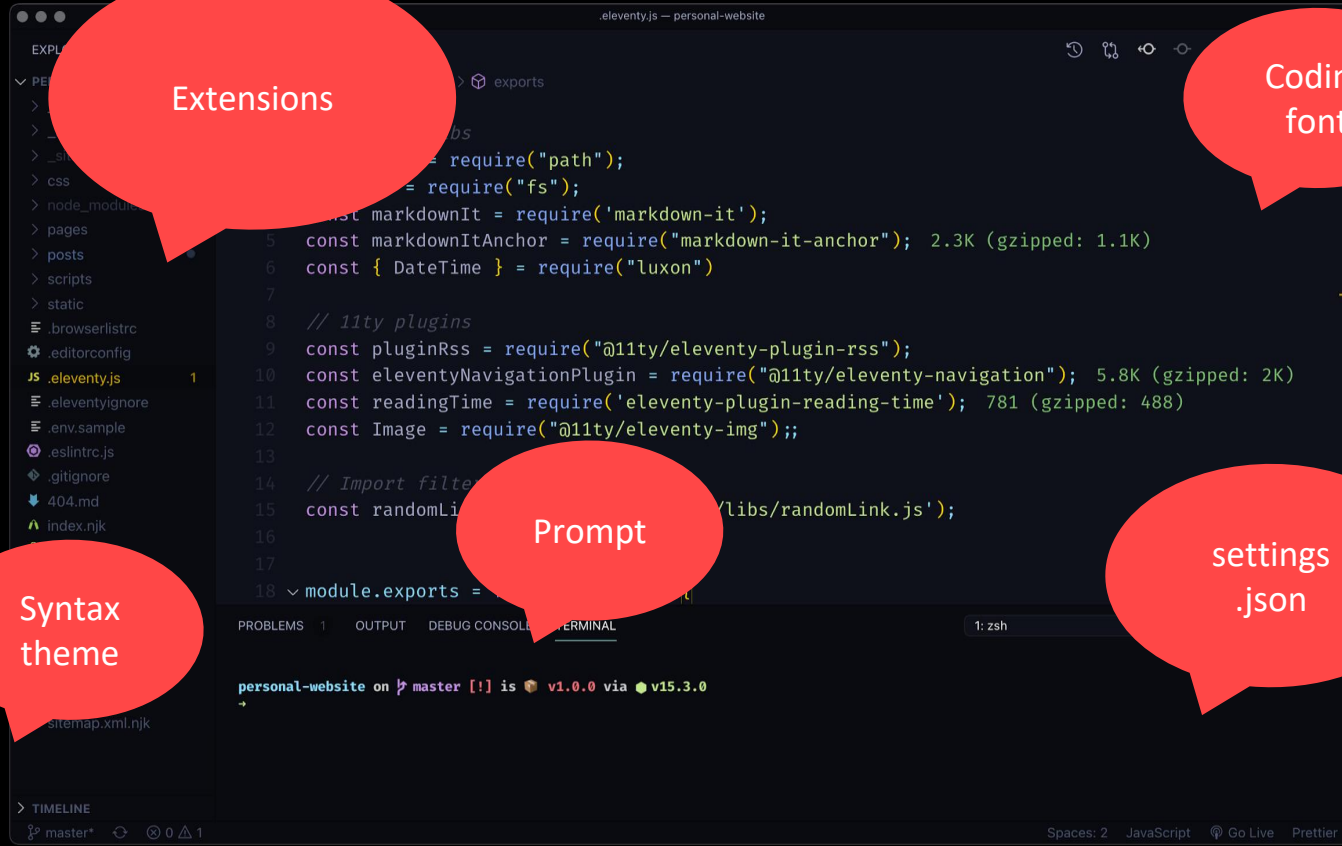 .eleventy.js — personal-website
EXPL
Extensions
Coding
font
PE
> exports
bs
= require("path");
= require("fs");
const markdownIt = require('markdown-it');
5 const markdownItAnchor = require("markdown-it-anchor"); 2.3K (gzipped: 1.1K)
6 const { DateTime } = require("luxon")
7
8 // 11ty plugins
9 const pluginRss = require("@11ty/eleventy-plugin-rss");
10 const eleventyNavigationPlugin = require("@11ty/eleventy-navigation"); 5.8K (gzipped: 2K)
11 const readingTime = require('eleventy-plugin-reading-time'); 781 (gzipped: 488)
12 const Image = require("@11ty/eleventy-img");;
13
14 // Import filte
15 const randomLi /libs/randomLink.js');
16
17
18 module.exports = {
> _si
> css
> node_module
> pages
> posts
> scripts
> static
.browserlistrc
.editorconfig
JS .eleventy.js 1
.eleventyignore
.env.sample
.eslintrc.js
.gitignore
404.md
index.njk
sitemap.xml.njk
Prompt
settings
.json
Syntax
theme
PROBLEMS 1 OUTPUT DEBUG CONSOLE TERMINAL 1: zsh
personal-website on master [!] is 📦 v1.0.0 via ⬢ v15.3.0
→
> TIMELINE
master* 0 1 Spaces: 2 JavaScript Go Live Prettier